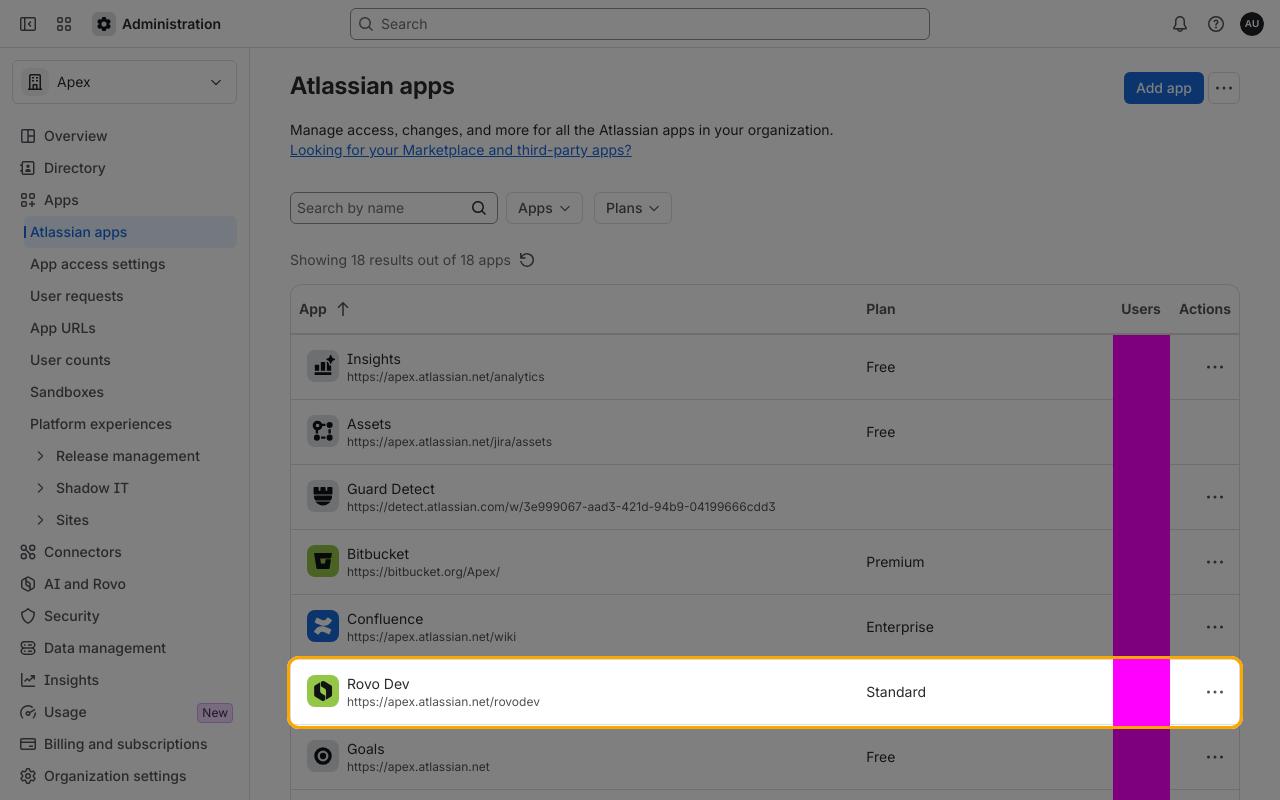 Administration
Search
AU
Apex
Overview
Directory
Apps
Atlassian apps
App access settings
User requests
App URLs
User counts
Sandboxes
Platform experiences
Release management
Shadow IT
Sites
Connectors
AI and Rovo
Security
Data management
Insights
Usage
New
Billing and subscriptions
Organization settings
Atlassian apps
Add app
Manage access, changes, and more for all the Atlassian apps in your organization.
Looking for your Marketplace and third-party apps?
Search by name
Apps
Plans
Showing 18 results out of 18 apps
App Plan Users Actions
Insights
https://apex.atlassian.net/analytics
Free
Assets
https://apex.atlassian.net/jira/assets
Free
Guard Detect
https://detect.atlassian.com/w/3e999067-aad3-421d-94b9-04199666cdd3
Bitbucket
https://bitbucket.org/Apex/
Premium
Confluence
https://apex.atlassian.net/wiki
Enterprise
Rovo Dev
https://apex.atlassian.net/rovodev
Standard
Goals
https://apex.atlassian.net
Free